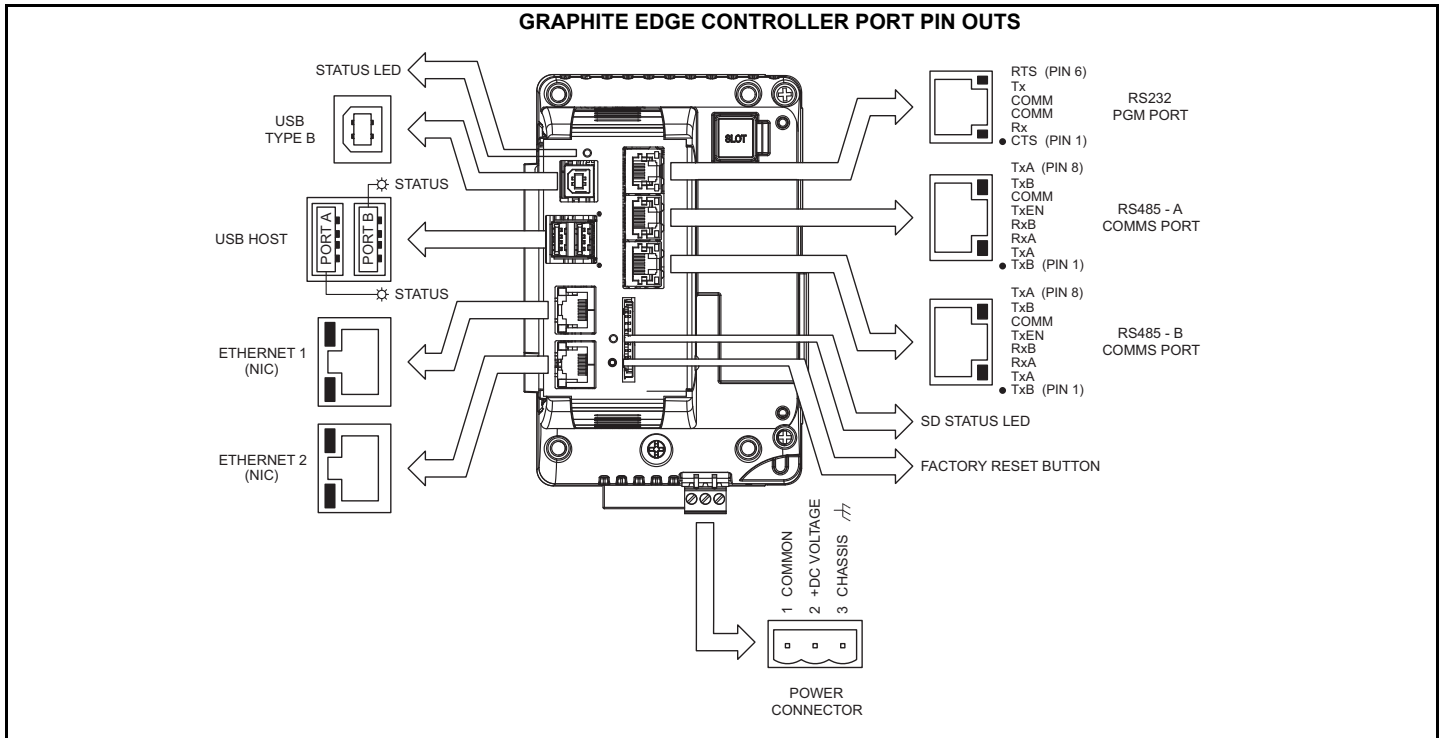 GRAPHITE EDGE CONTROLLER PORT PIN OUTS
STATUS LED
USB
TYPE B
STATUS
PORT A
PORT B
USB HOST
STATUS
ETHERNET 1
(NIC)
ETHERNET 2
(NIC)
SLOT
RTS (PIN 6)
Tx
COMM
COMM
Rx
CTS (PIN 1)
RS232
PGM PORT
TxA (PIN 8)
TxB
COMM
TxEN
RxB
RxA
TxA
TxB (PIN 1)
RS485 - A
COMMS PORT
TxA (PIN 8)
TxB
COMM
TxEN
RxB
RxA
TxA
TxB (PIN 1)
RS485 - B
COMMS PORT
SD STATUS LED
FACTORY RESET BUTTON
1 COMMON
2 +DC VOLTAGE
3 CHASSIS
POWER
CONNECTOR